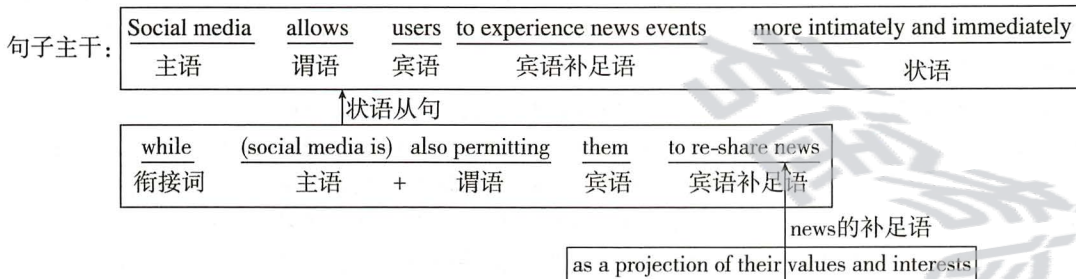 句子主干：
Social media allows users to experience news events more intimately and immediately
主语 谓语 宾语 宾语补足语 状语
状语从句
while (social media is) also permitting them to re-share news
衔接词 主语 + 谓语 宾语 宾语补足语
news的补足语
as a projection of their values and interests